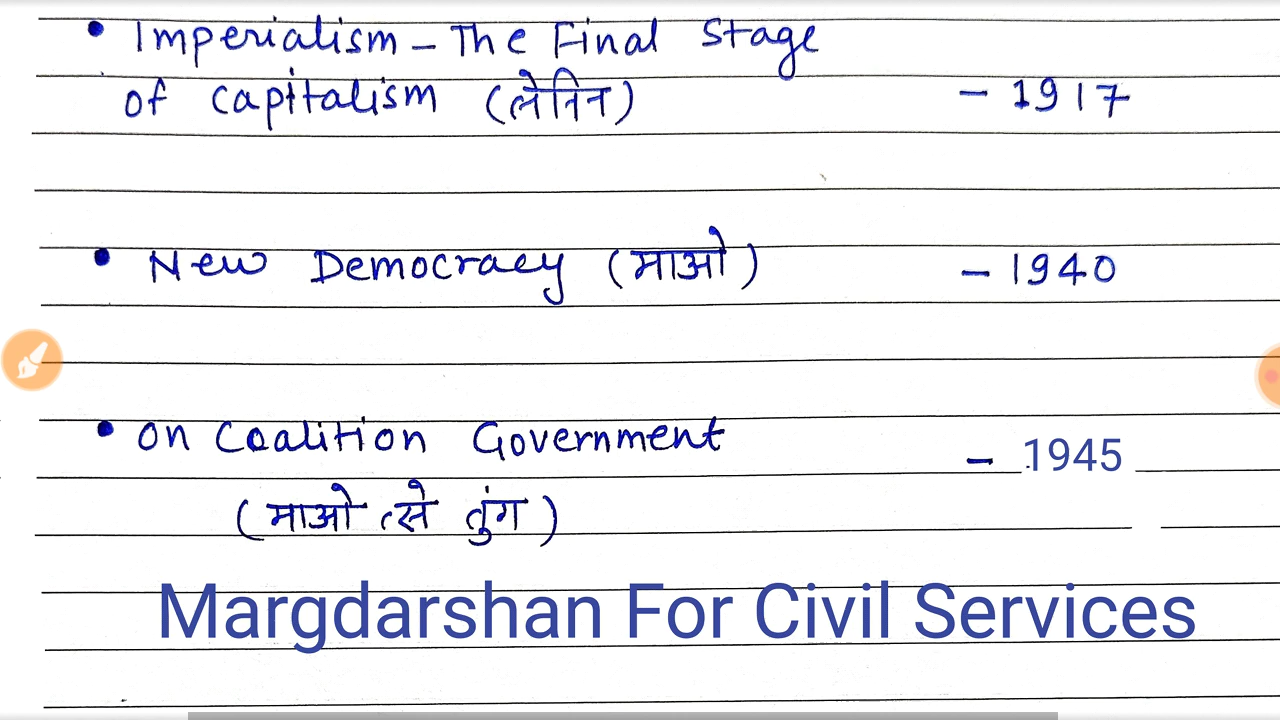 • Imperialism - The Final Stage
of capitalism (लेनिन) - 1917
• New Democracy (माओ) - 1940
• on Coalition Government - 1945
(माओ त्से तुंग)
Margdarshan For Civil Services